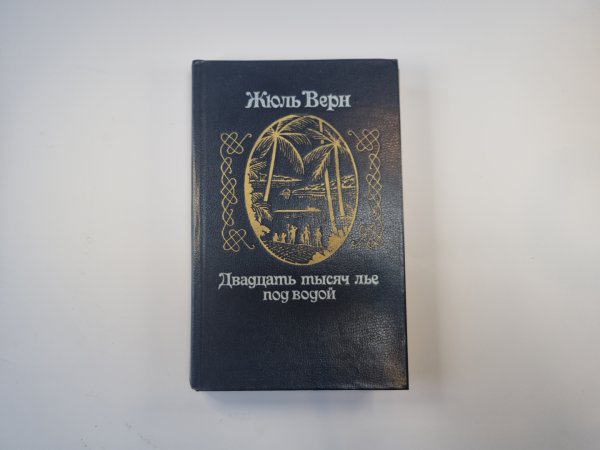 Жюль Верн
Двадцать тысяч лье
под водой